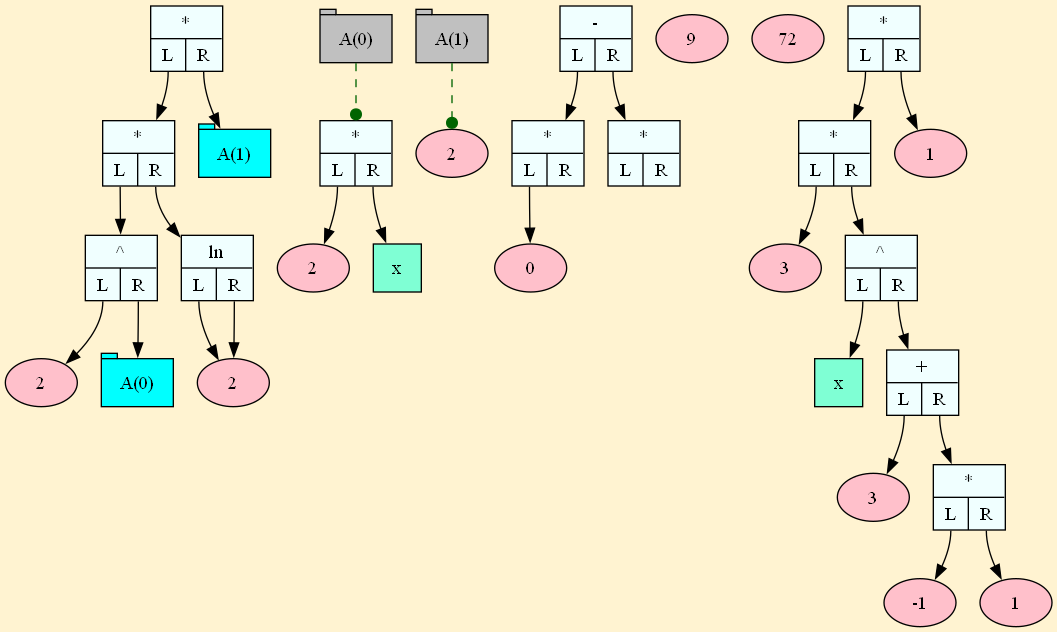 * A(0) A(1) - 9 72 *
L R L R L R
* A(1) * 2 * * * 1
L R L R L R L R L R
^ ln 2 x 0 3 ^
L R L R L R
2 A(0) 2 x +
L R
3 *
L R
-1 1